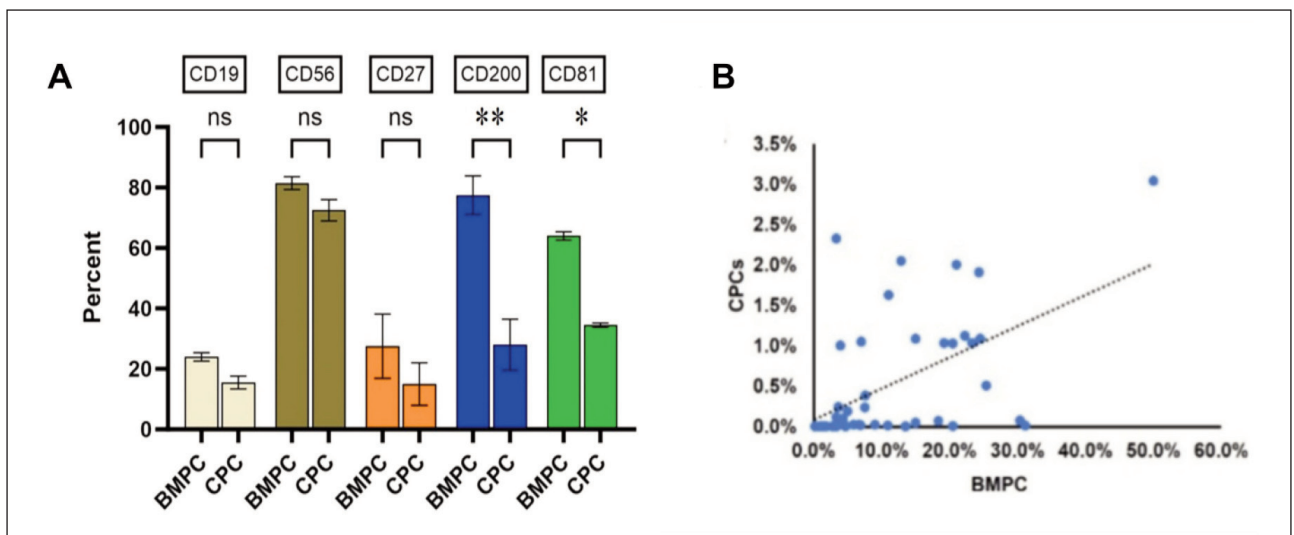 A
CD19 CD56 CD27 CD200 CD81
ns ns ns ** *
100
80
60
40
20
0
Percent
BMPC CPC BMPC CPC BMPC CPC BMPC CPC BMPC CPC
B
3.5%
3.0%
2.5%
2.0%
1.5%
1.0%
0.5%
0.0%
CPCs
0.0% 10.0% 20.0% 30.0% 40.0% 50.0% 60.0%
BMPC